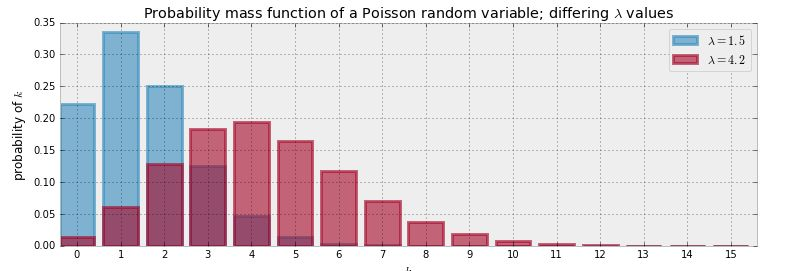 Probability mass function of a Poisson random variable; differing λ values
0.35
0.30
0.25
0.20
0.15
0.10
0.05
0.00
probability of k
λ = 1.5
λ = 4.2
0 1 2 3 4 5 6 7 8 9 10 11 12 13 14 15